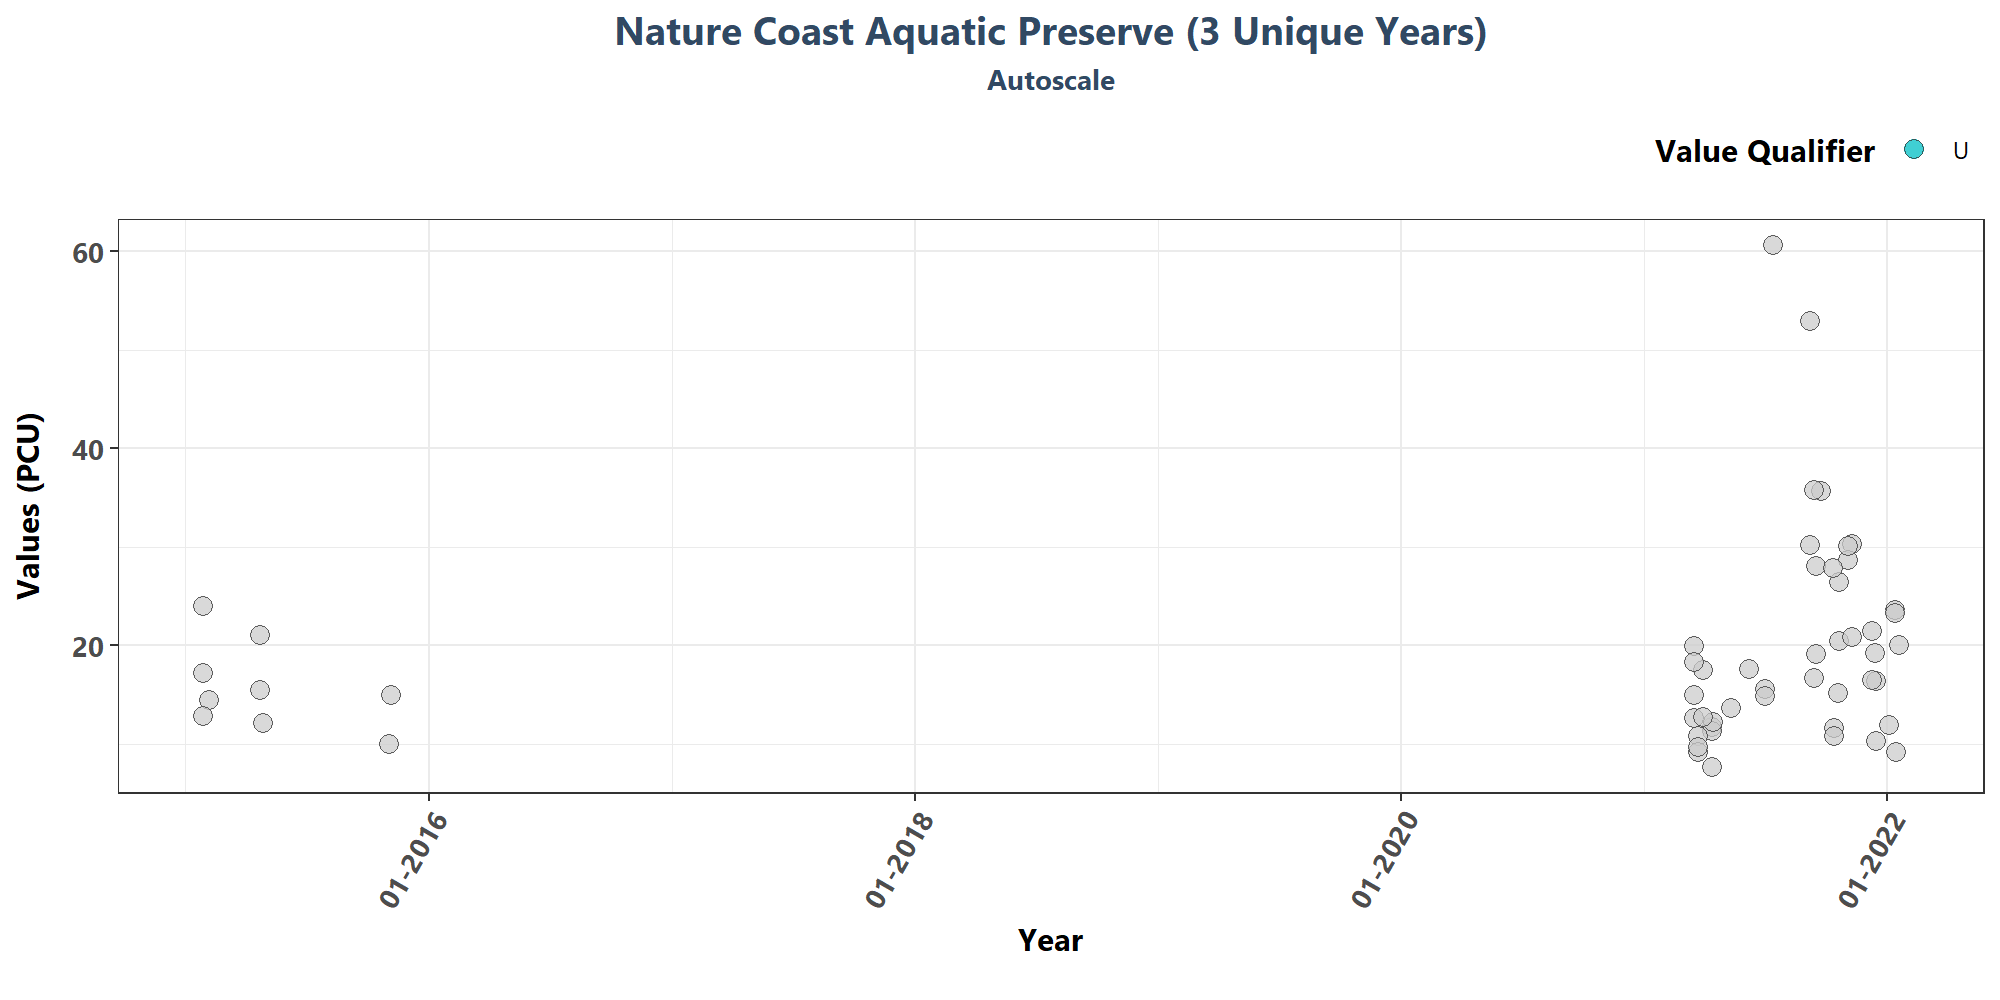 Nature Coast Aquatic Preserve (3 Unique Years)
Autoscale
Value Qualifier U
60
40
20
Values (PCU)
01-2016 01-2018 01-2020 01-2022
Year